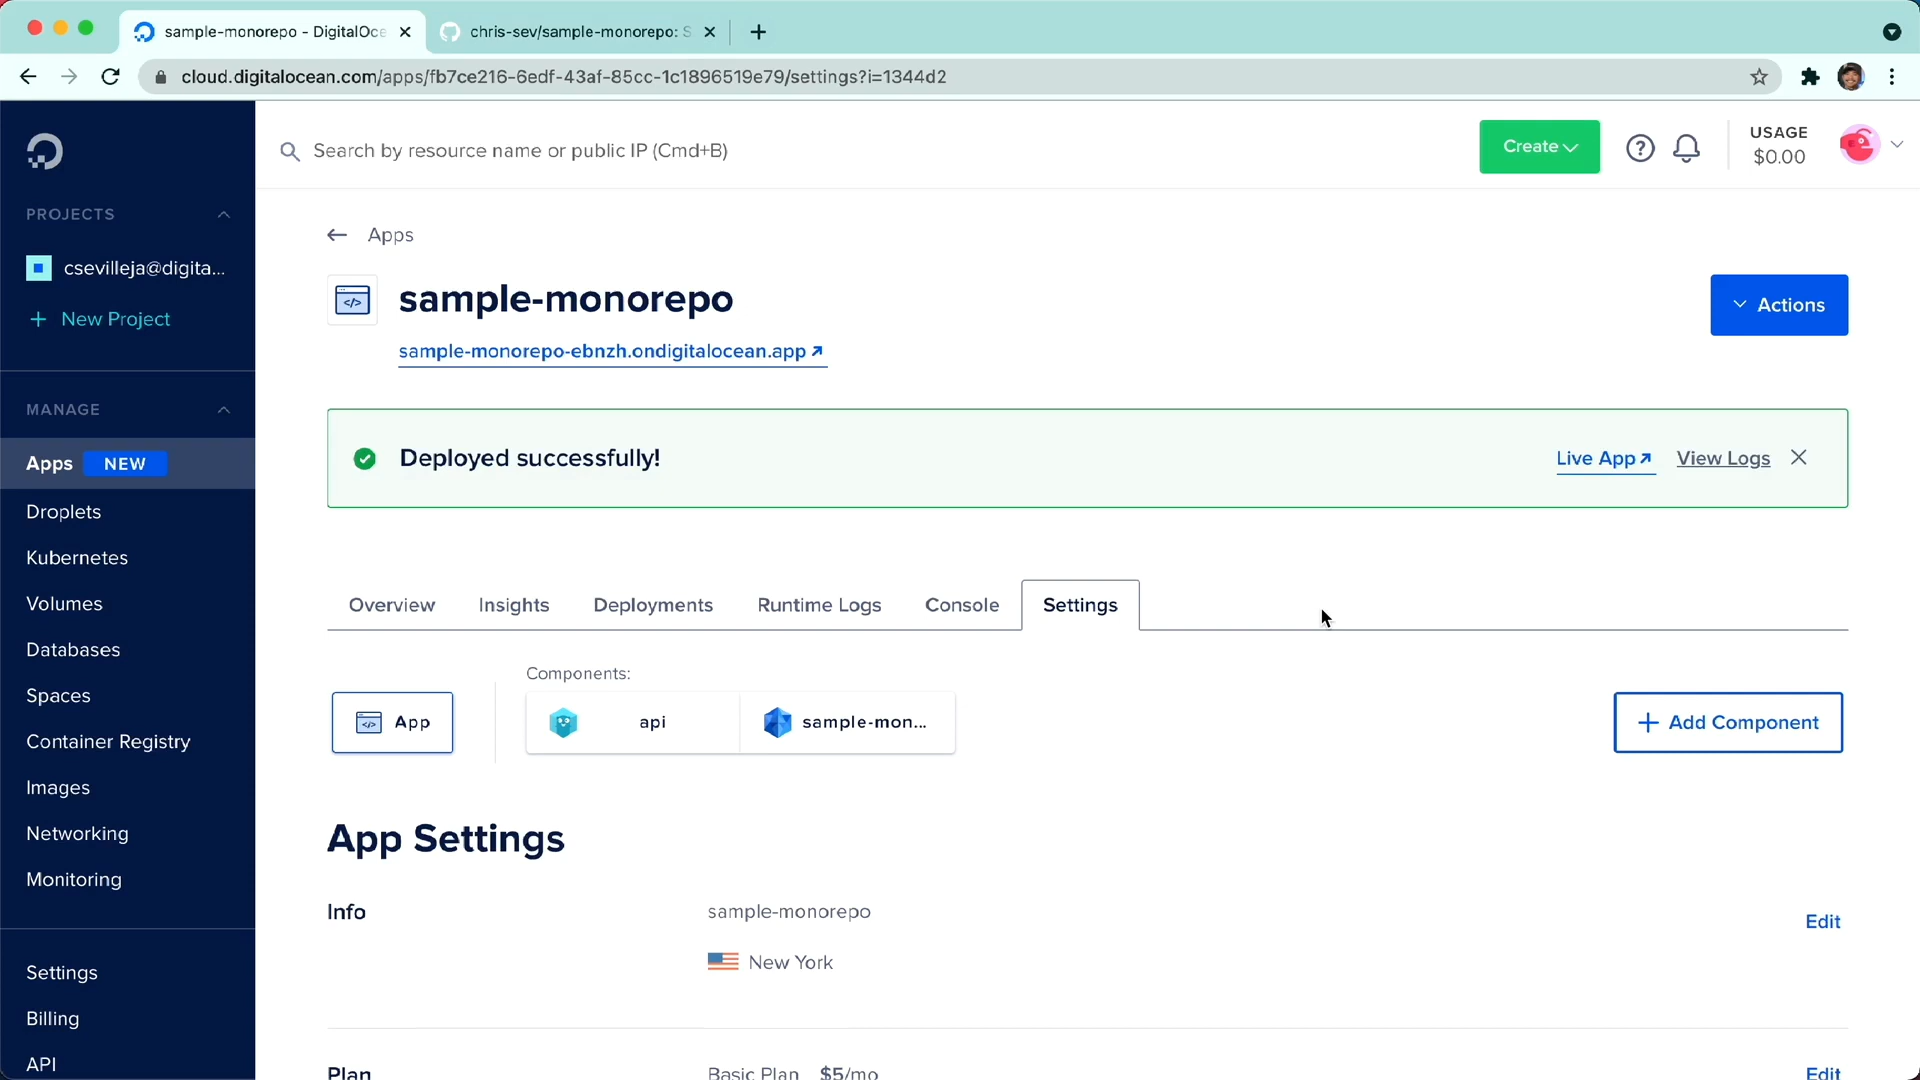 sample-monorepo - DigitalOce
chris-sev/sample-monorepo: S
cloud.digitalocean.com/apps/fb7ce216-6edf-43af-85cc-1c1896519e79/settings?i=1344d2
Search by resource name or public IP (Cmd+B)
Create
USAGE
$0.00
PROJECTS
csevilleja@digita...
+ New Project
MANAGE
Apps NEW
Droplets
Kubernetes
Volumes
Databases
Spaces
Container Registry
Images
Networking
Monitoring
Settings
Billing
API
← Apps
sample-monorepo
sample-monorepo-ebnzh.ondigitalocean.app
Actions
Deployed successfully!
Live App
View Logs
Overview
Insights
Deployments
Runtime Logs
Console
Settings
Components:
App
api
sample-mon...
+ Add Component
App Settings
Info
sample-monorepo
Edit
New York
Plan
Basic Plan $5/mo
Edit